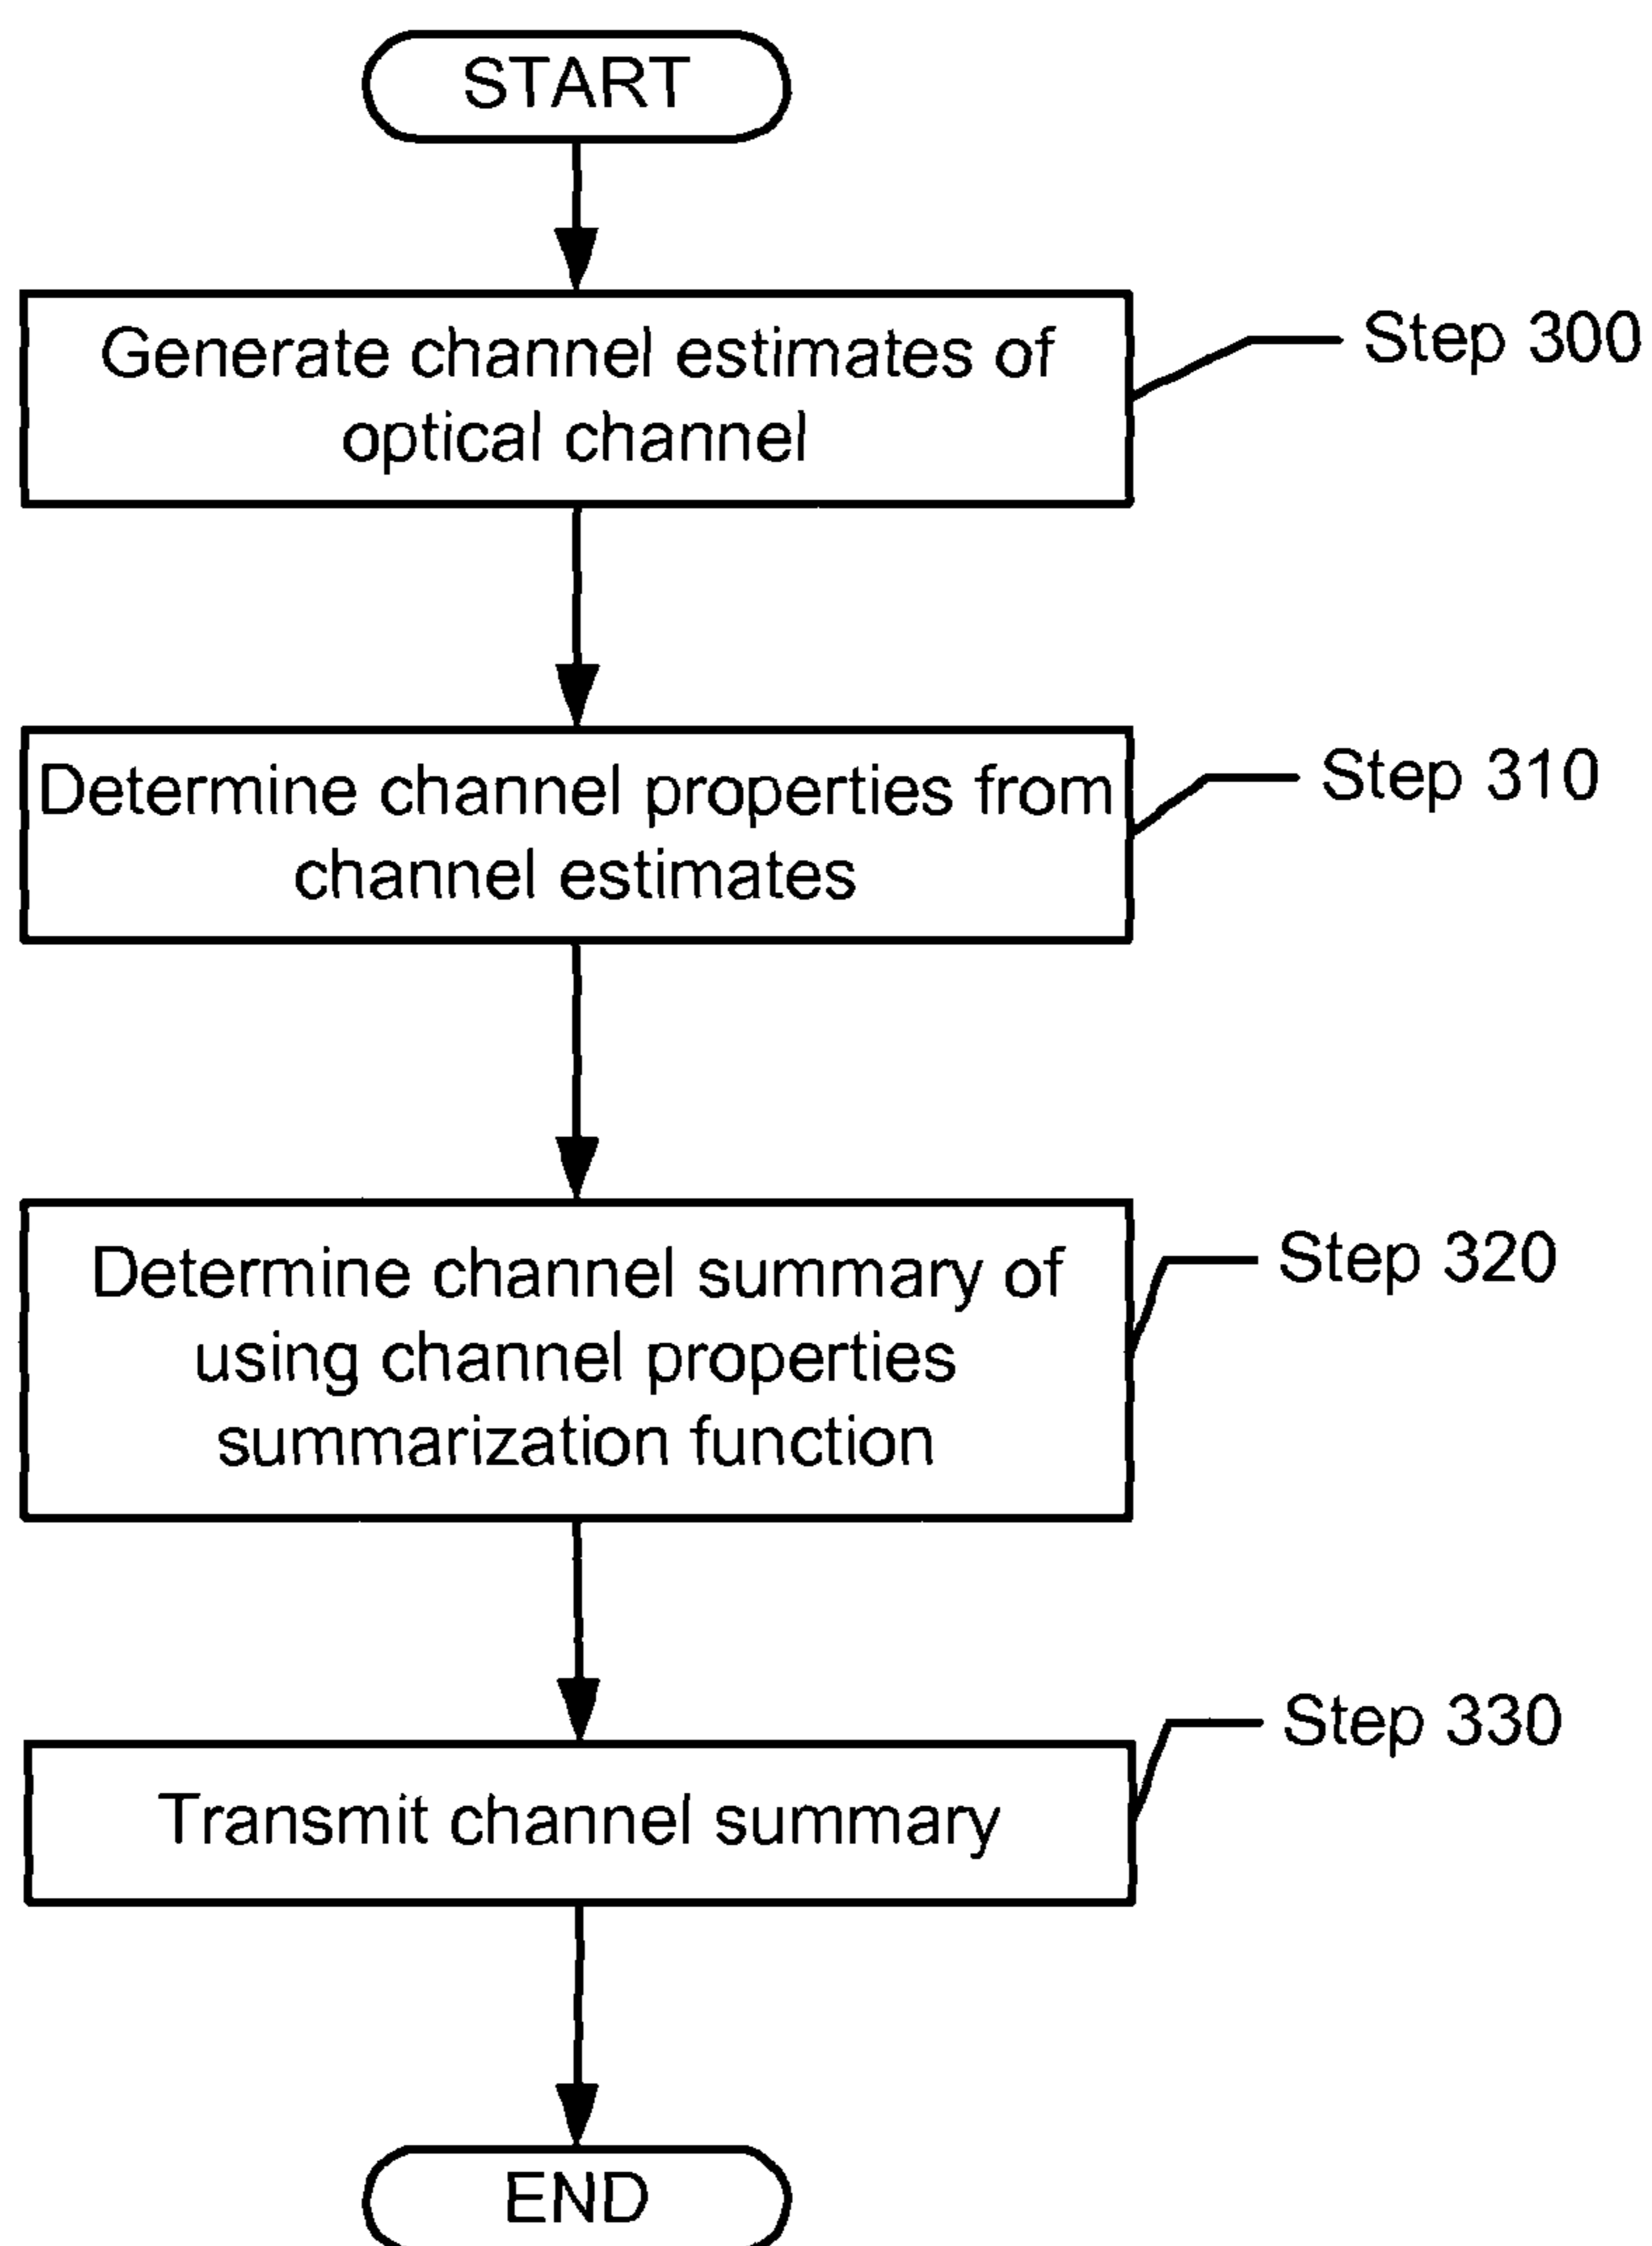 START
Generate channel estimates of
optical channel
Step 300
Determine channel properties from
channel estimates
Step 310
Determine channel summary of
using channel properties
summarization function
Step 320
Transmit channel summary
Step 330
END